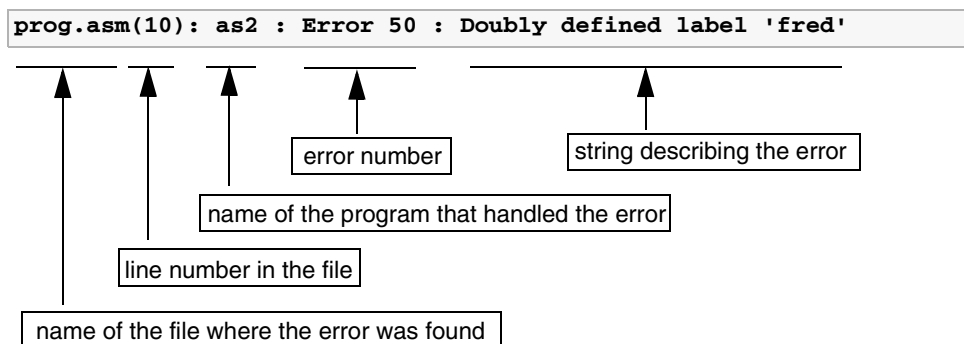 prog.asm(10): as2 : Error 50 : Doubly defined label 'fred'
error number
string describing the error
name of the program that handled the error
line number in the file
name of the file where the error was found